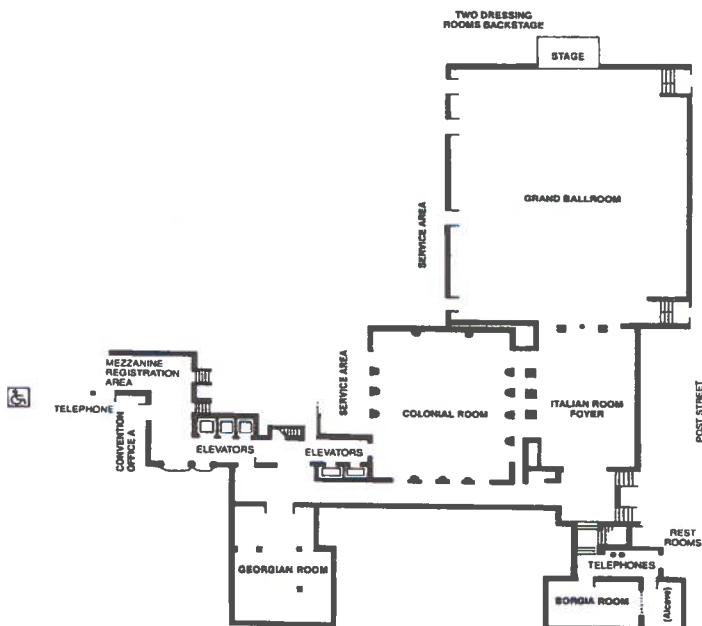 TWO DRESSING
ROOMS BACKSTAGE
STAGE
GRAND BALLROOM
SERVICE AREA
MEZZANINE
REGISTRATION
AREA
TELEPHONE
CONVENTION
OFFICE A
ELEVATORS
ELEVATORS
SERVICE AREA
COLONIAL ROOM
ITALIAN ROOM
FOYER
POST STREET
GEORGIAN ROOM
REST
ROOMS
TELEPHONES
BORGIA ROOM
(Alcove)